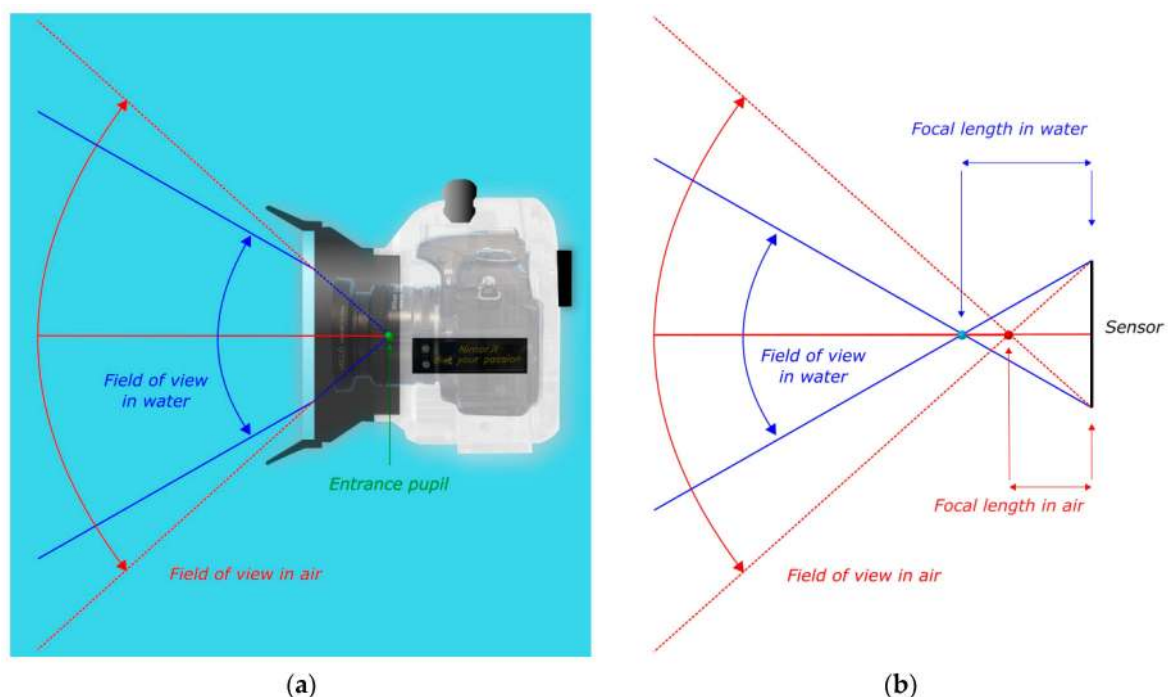 Field of view
in water
Entrance pupil
Field of view in air
(a)
Focal length in water
Sensor
Field of view
in water
Focal length in air
Field of view in air
(b)